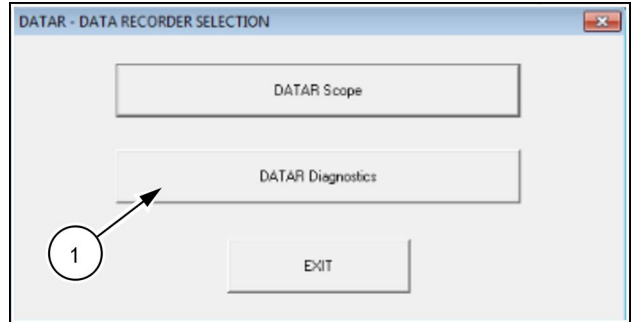 DATAR - DATA RECORDER SELECTION
DATAR Scope
DATAR Diagnostics
1
EXIT